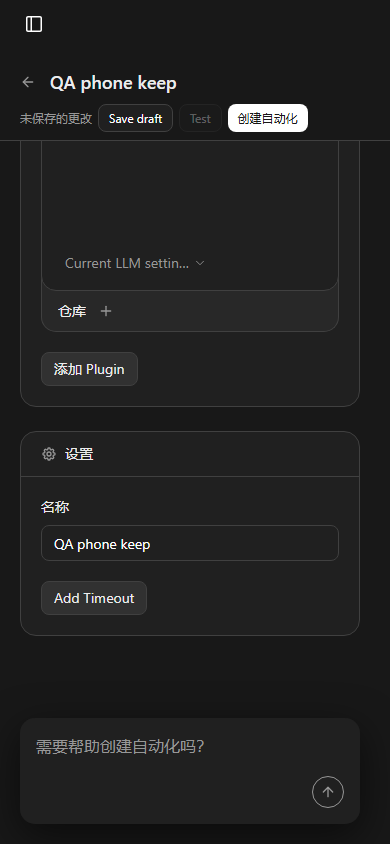 QA phone keep
未保存的更改 Save draft Test 创建自动化
Current LLM settin...
仓库
添加 Plugin
设置
名称
QA phone keep
Add Timeout
需要帮助创建自动化吗?